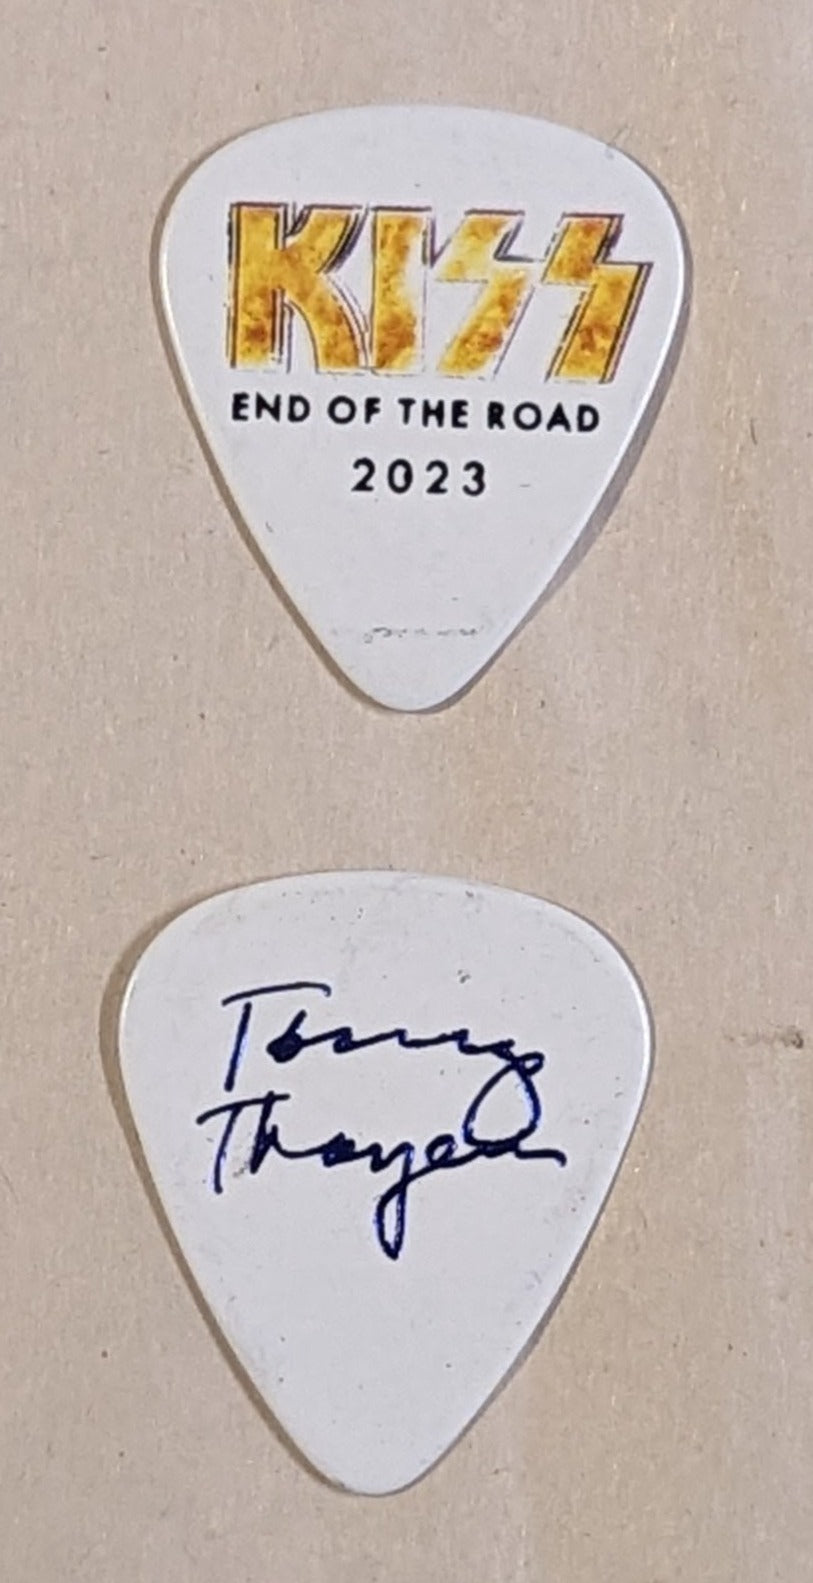 KISS
END OF THE ROAD
2023
Tommy
Thayer